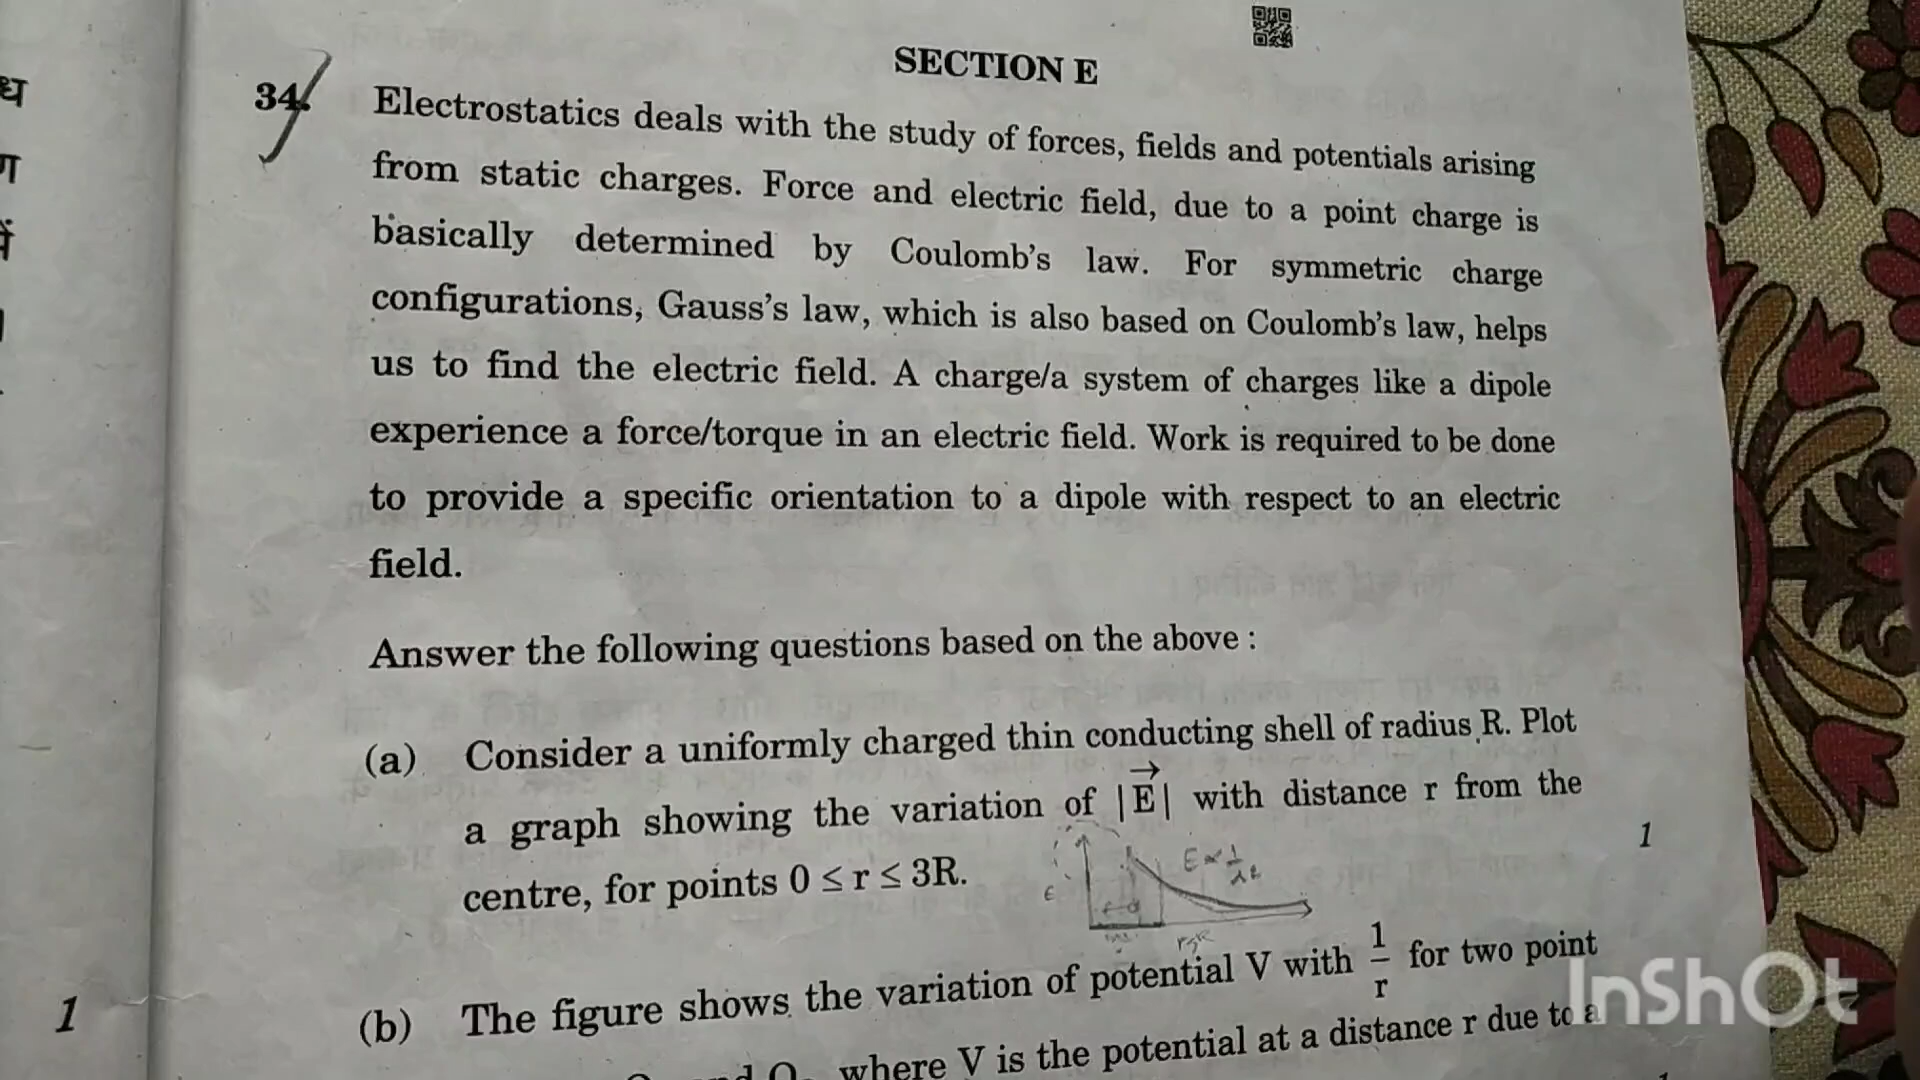 SECTION E
34.
Electrostatics deals with the study of forces, fields and potentials arising
from static charges. Force and electric field, due to a point charge is
basically determined by Coulomb's law. For symmetric charge
configurations, Gauss's law, which is also based on Coulomb's law, helps
us to find the electric field. A charge/a system of charges like a dipole
experience a force/torque in an electric field. Work is required to be done
to provide a specific orientation to a dipole with respect to an electric
field.
Answer the following questions based on the above :
(a) Consider a uniformly charged thin conducting shell of radius R. Plot
a graph showing the variation of |E⃗| with distance r from the
centre, for points 0 ≤ r ≤ 3R.
1
E
(b) The figure shows the variation of potential V with 1/r for two point
where V is the potential at a distance r due to a
1
InShOt